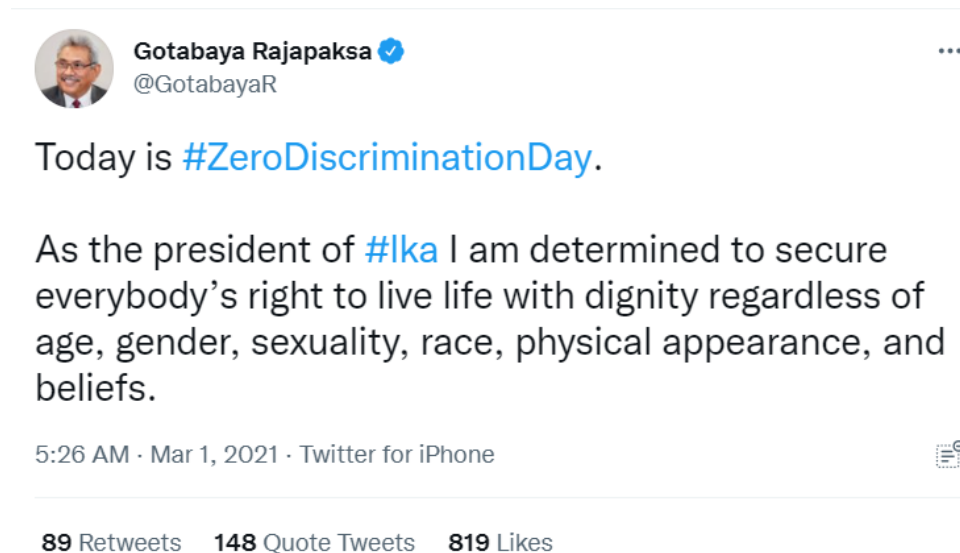 Gotabaya Rajapaksa
@GotabayaR
Today is #ZeroDiscriminationDay.
As the president of #lka I am determined to secure
everybody’s right to live life with dignity regardless of
age, gender, sexuality, race, physical appearance, and
beliefs.
5:26 AM · Mar 1, 2021 · Twitter for iPhone
89 Retweets 148 Quote Tweets 819 Likes